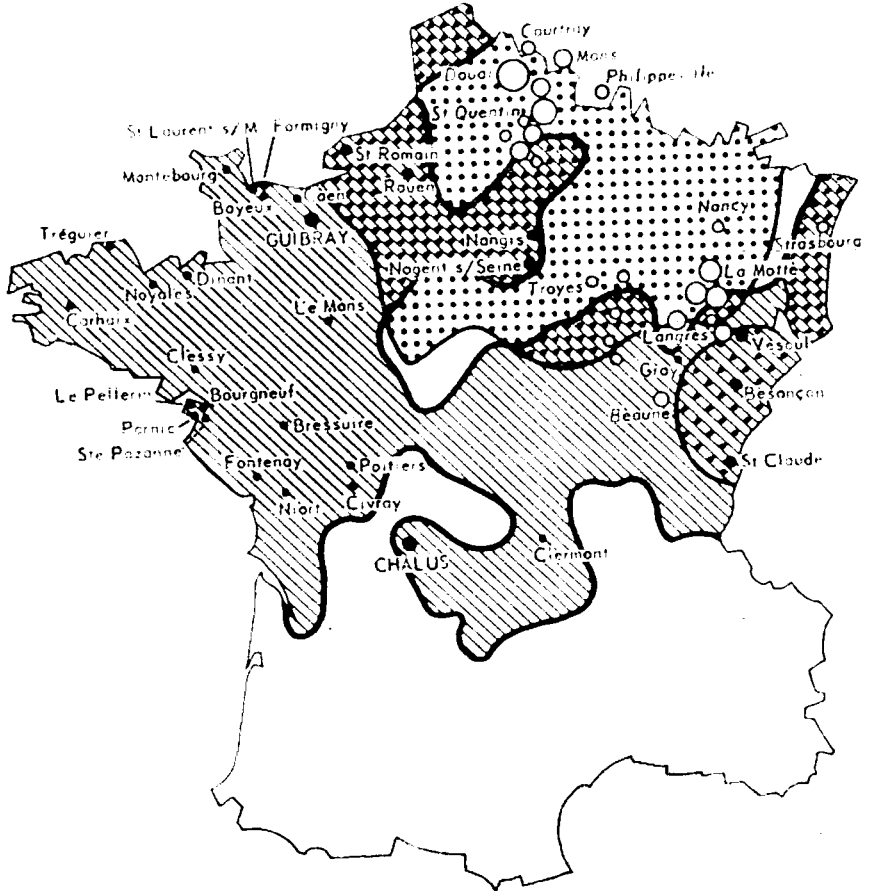 Courtray
Mons
Douai
Philippeville
St Quentin
St Laurent s/M.
Formigny
St Romain
Montebourg
Rouen
Caen
Bayeux
Nancy
GUIBRAY
Strasbourg
Tréguier
Nangis
Nogent s/Seine
La Motte
Dinant
Troyes
Noyales
Le Mans
Carhaix
Langres
Vesoul
Clessy
Gray
Le Pellerin
Bourgneuf
Besançon
Beaune
Pornic
Bressuire
Ste Pazanne
Fontenay
Poitiers
St Claude
Niort
Civray
Clermont
CHALUS